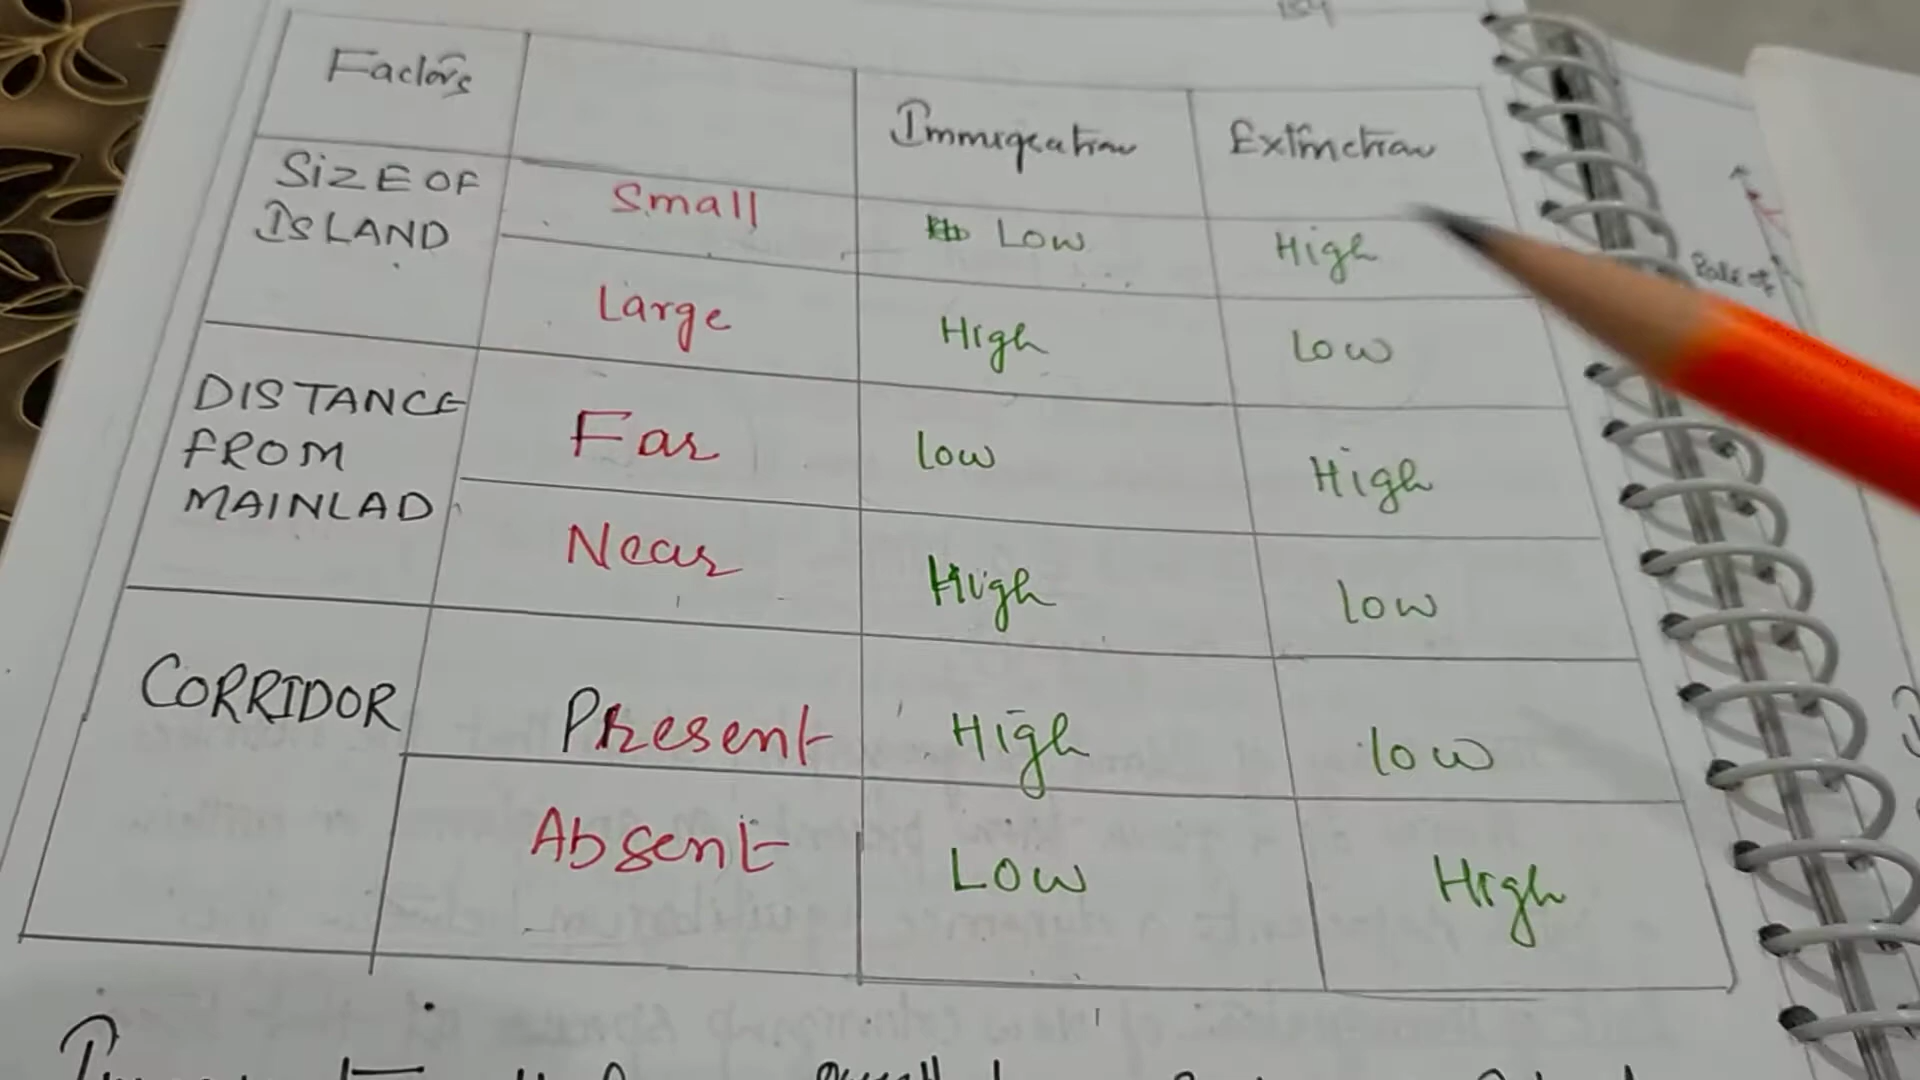 154
Factors
Immigration
Extinction
SIZE OF
ISLAND
Small
Low
High
Large
High
Low
DISTANCE
FROM
MAINLAD
Far
low
High
Near
High
low
CORRIDOR
Present
High
low
Absent
Low
High